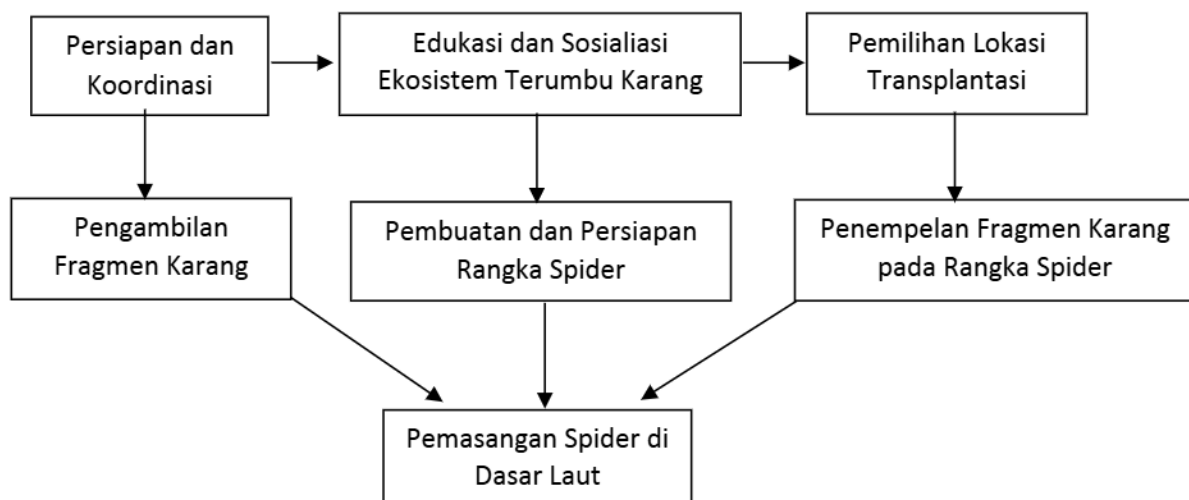 Persiapan dan
Koordinasi
Edukasi dan Sosialiasi
Ekosistem Terumbu Karang
Pemilihan Lokasi
Transplantasi
Pengambilan
Fragmen Karang
Pembuatan dan Persiapan
Rangka Spider
Penempelan Fragmen Karang
pada Rangka Spider
Pemasangan Spider di
Dasar Laut